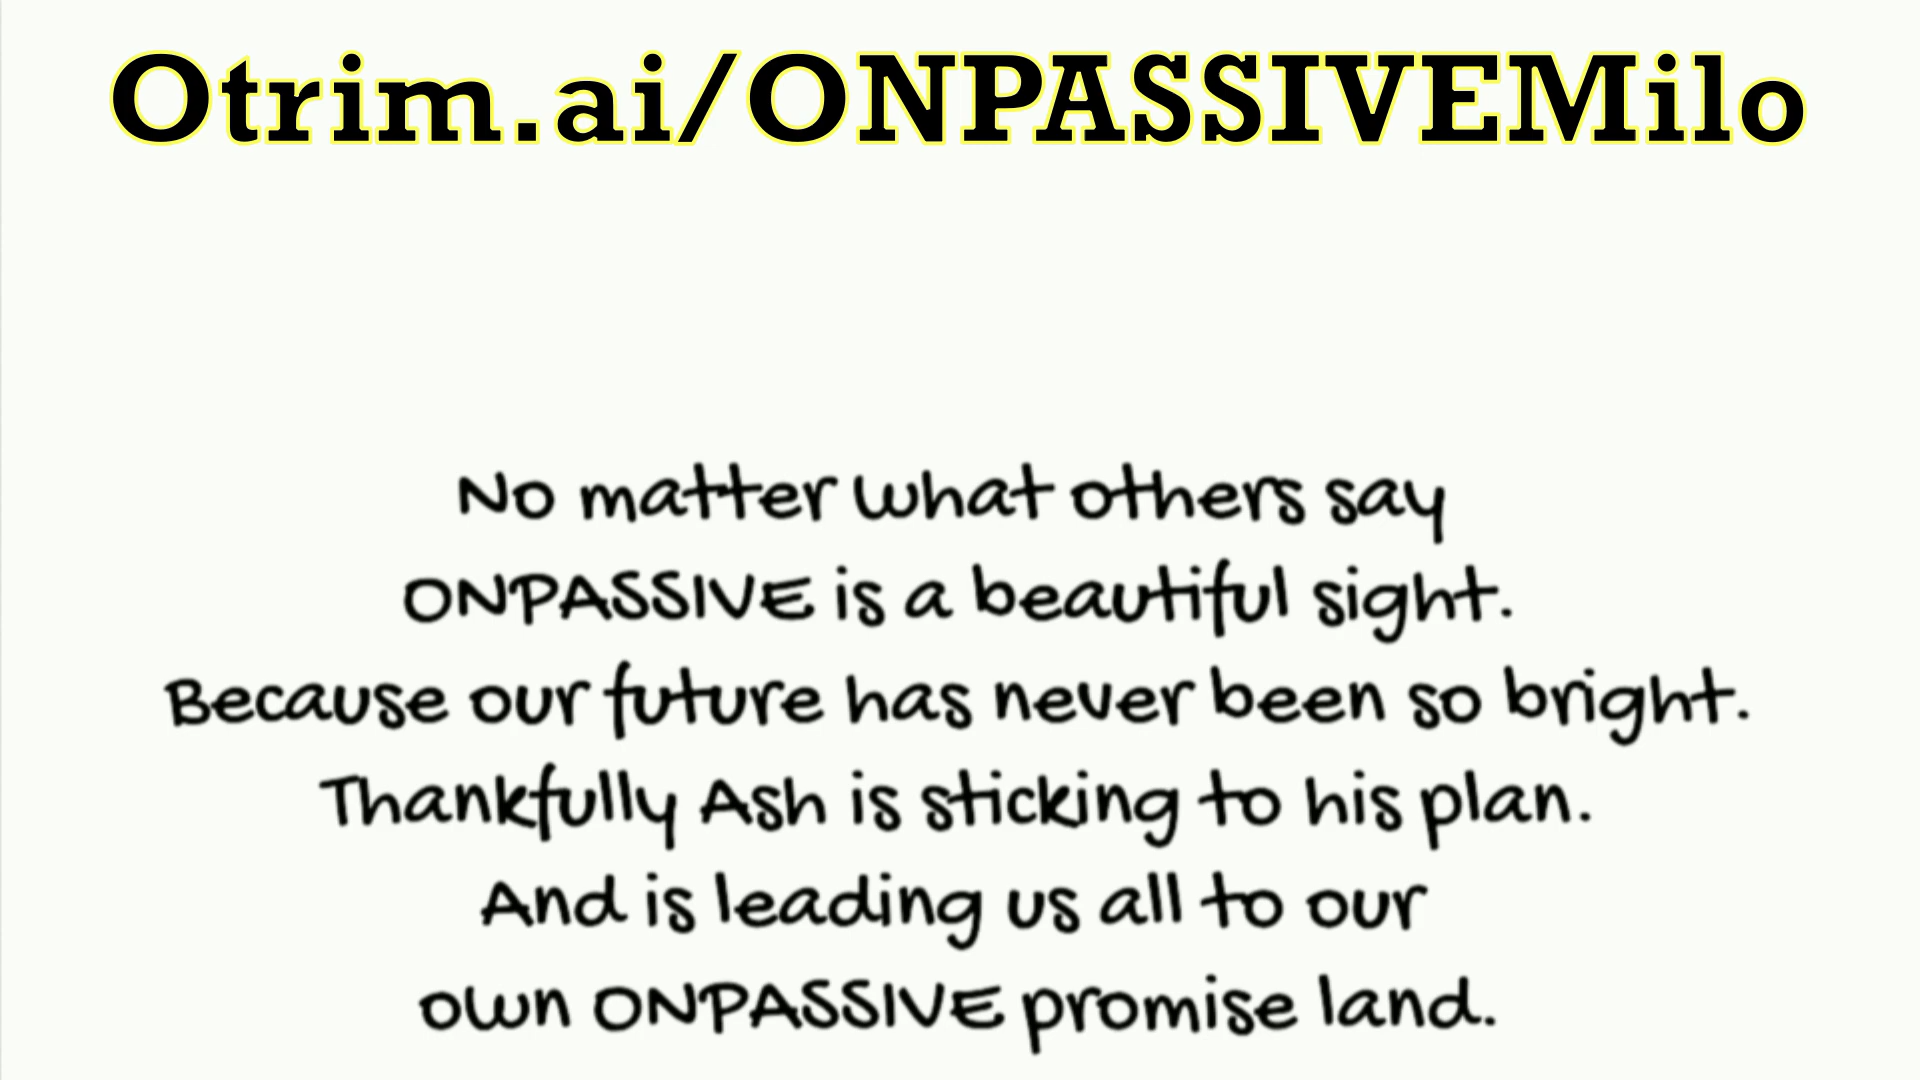 Otrim.ai/ONPASSIVEMilo
No matter what others say
ONPASSIVE is a beautiful sight.
Because our future has never been so bright.
Thankfully Ash is sticking to his plan.
And is leading us all to our
own ONPASSIVE promise land.